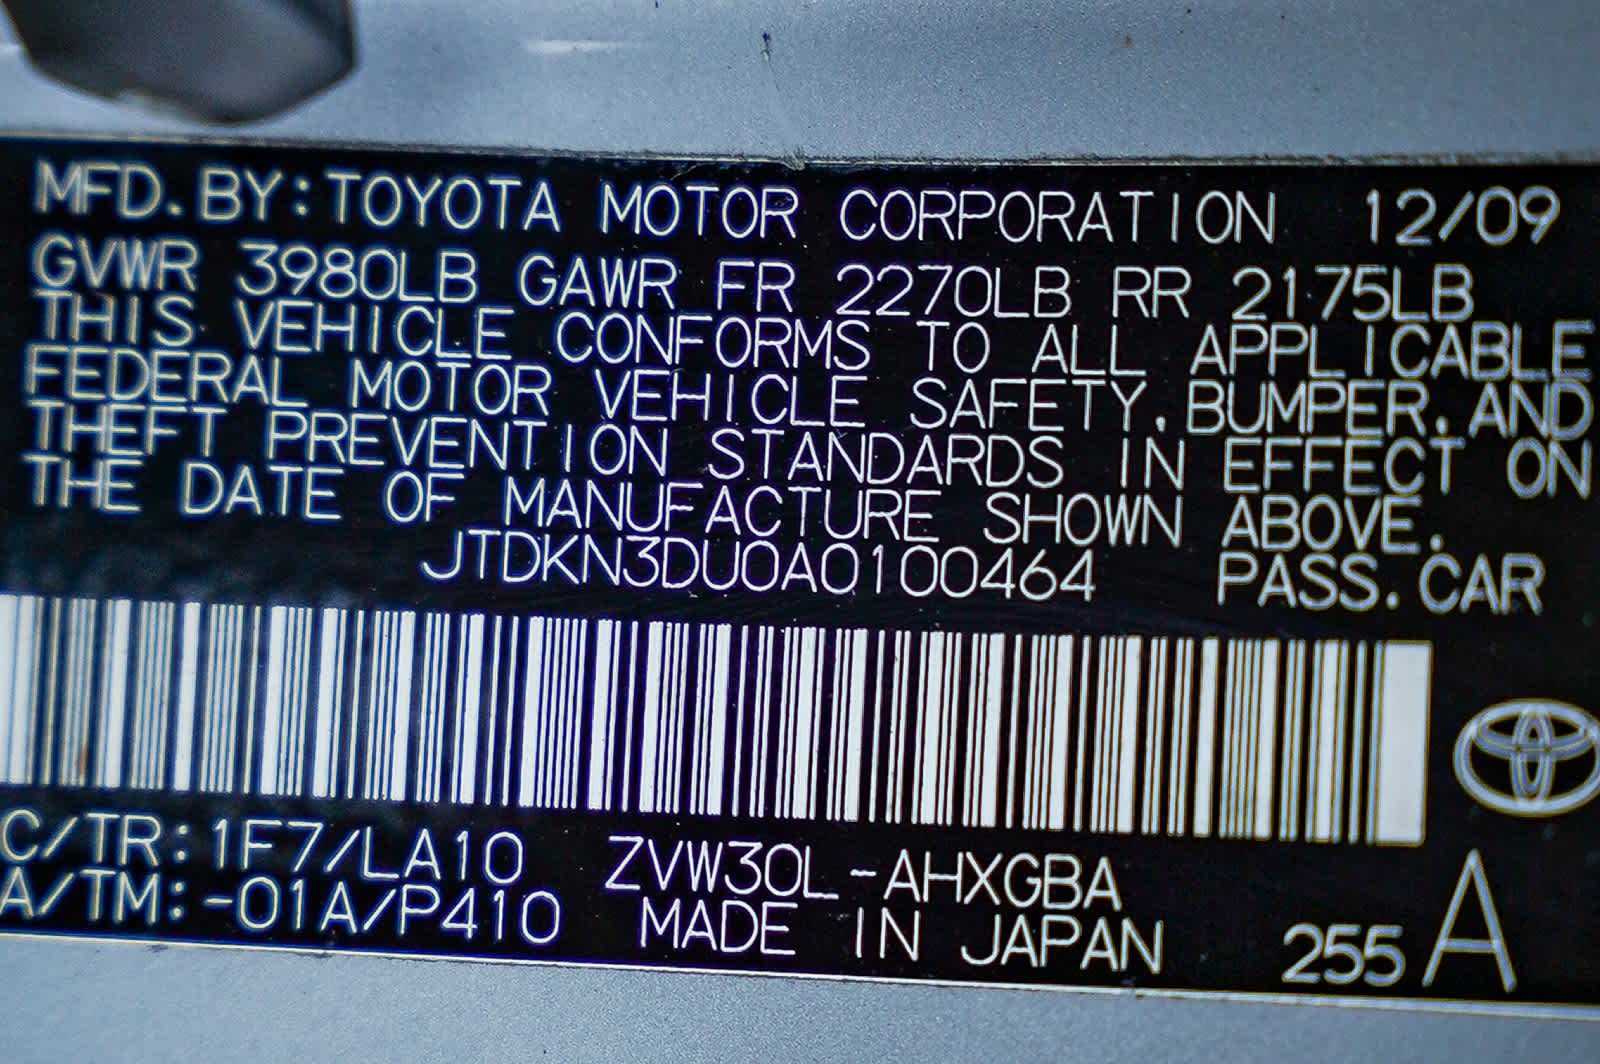 MFD. BY: TOYOTA MOTOR CORPORATION 12/09
GVWR 3980LB GAWR FR 2270LB RR 2175LB
THIS VEHICLE CONFORMS TO ALL APPLICABLE
FEDERAL MOTOR VEHICLE SAFETY, BUMPER, AND
THEFT PREVENTION STANDARDS IN EFFECT ON
THE DATE OF MANUFACTURE SHOWN ABOVE.
JTDKN3DU0A0100464 PASS. CAR
C/TR: 1F7/LA10 ZVW30L-AHXGBA
A/TM: -01A/P410 MADE IN JAPAN 255 A